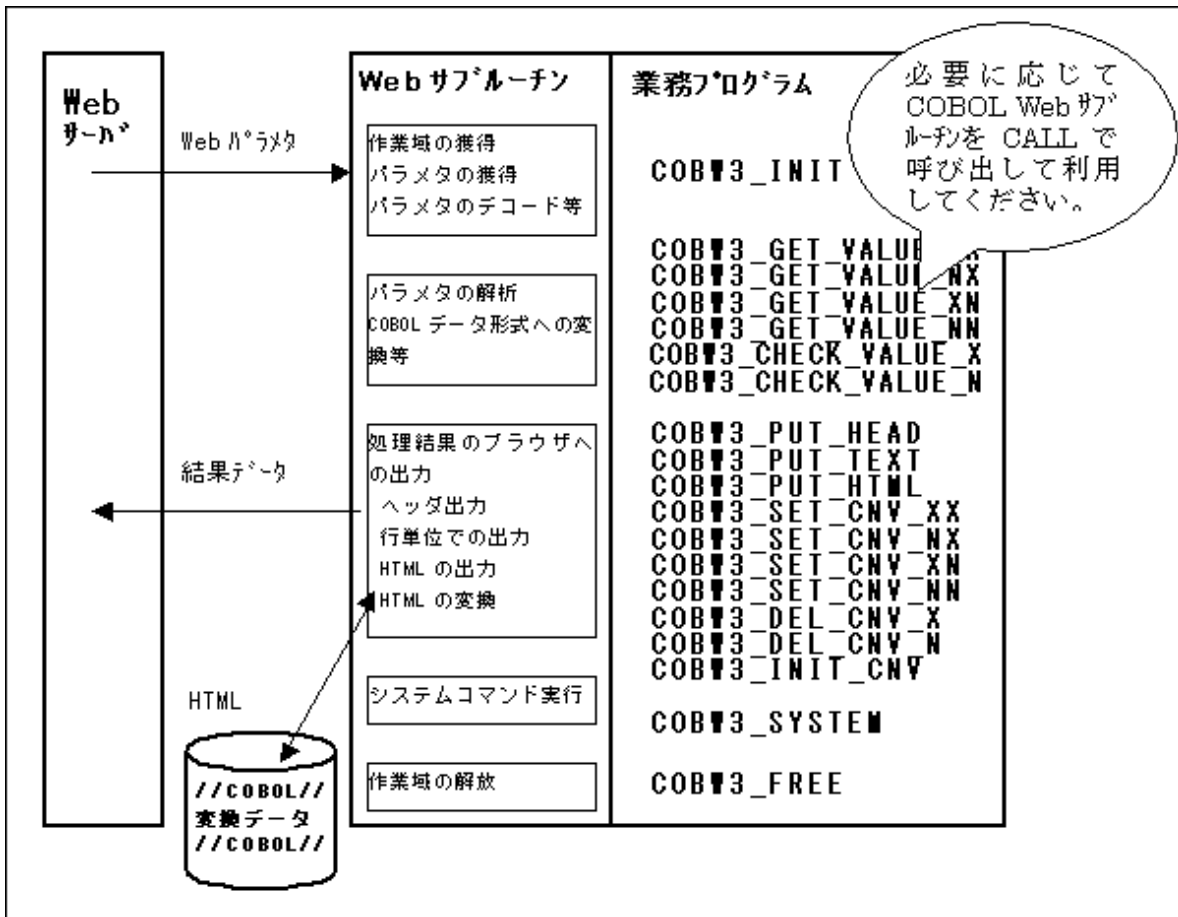 Web
サーバ
Web パラメタ
結果データ
HTML
//COBOL//
変換データ
//COBOL//
Web サブルーチン
作業域の獲得
パラメタの獲得
パラメタのデコード等
パラメタの解析
COBOL データ形式への変
換等
処理結果のブラウザへ
の出力
ヘッダ出力
行単位での出力
HTML の出力
HTML の変換
システムコマンド実行
作業域の解放
業務プログラム
COBW3_INIT
COBW3_GET_VALUE
COBW3_GET_VALUE_NX
COBW3_GET_VALUE_XN
COBW3_GET_VALUE_NN
COBW3_CHECK_VALUE_X
COBW3_CHECK_VALUE_N
COBW3_PUT_HEAD
COBW3_PUT_TEXT
COBW3_PUT_HTML
COBW3_SET_CNV_XX
COBW3_SET_CNV_NX
COBW3_SET_CNV_XN
COBW3_SET_CNV_NN
COBW3_DEL_CNV_X
COBW3_DEL_CNV_N
COBW3_INIT_CNV
COBW3_SYSTEM
COBW3_FREE
必要に応じて
COBOL Web サブ
ルーチンを CALL で
呼び出して利用
してください。